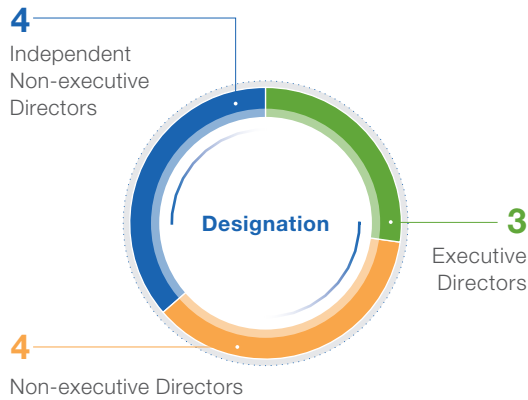 4
Independent
Non-executive
Directors
Designation
3
Executive
Directors
4
Non-executive Directors